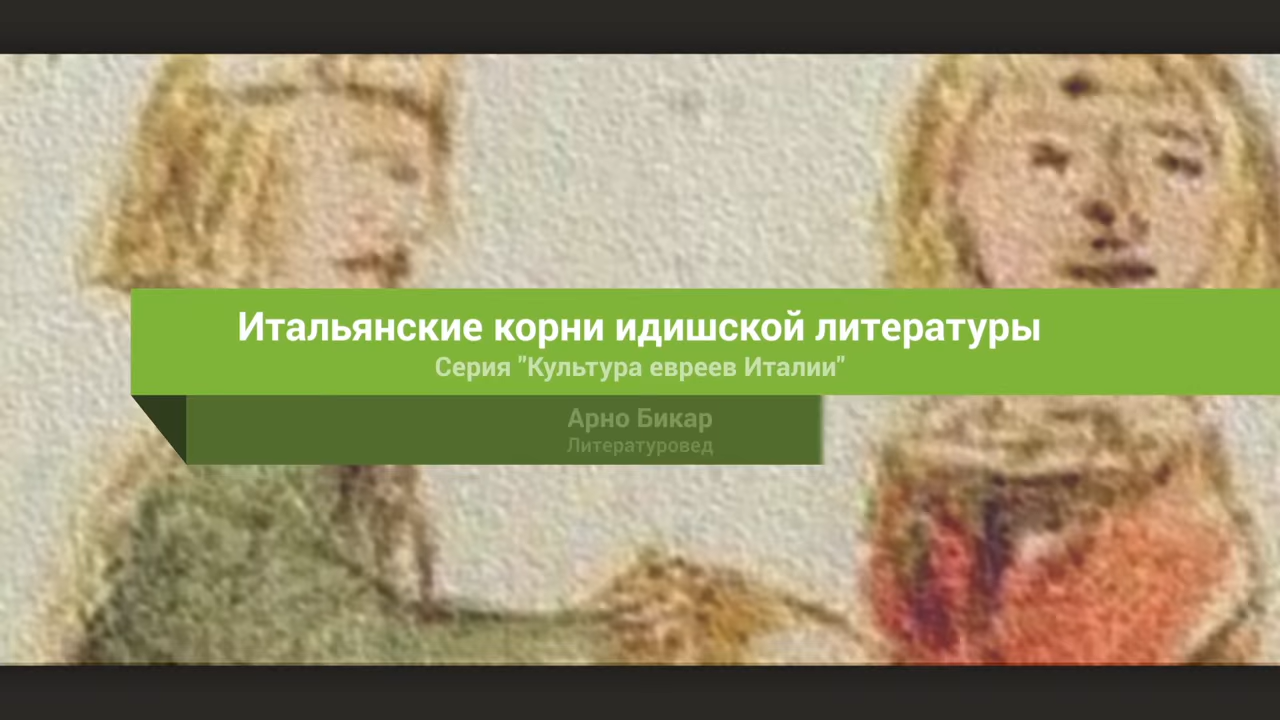 Итальянские корни идишской литературы
Серия "Культура евреев Италии"
Арно Бикар
Литературовед